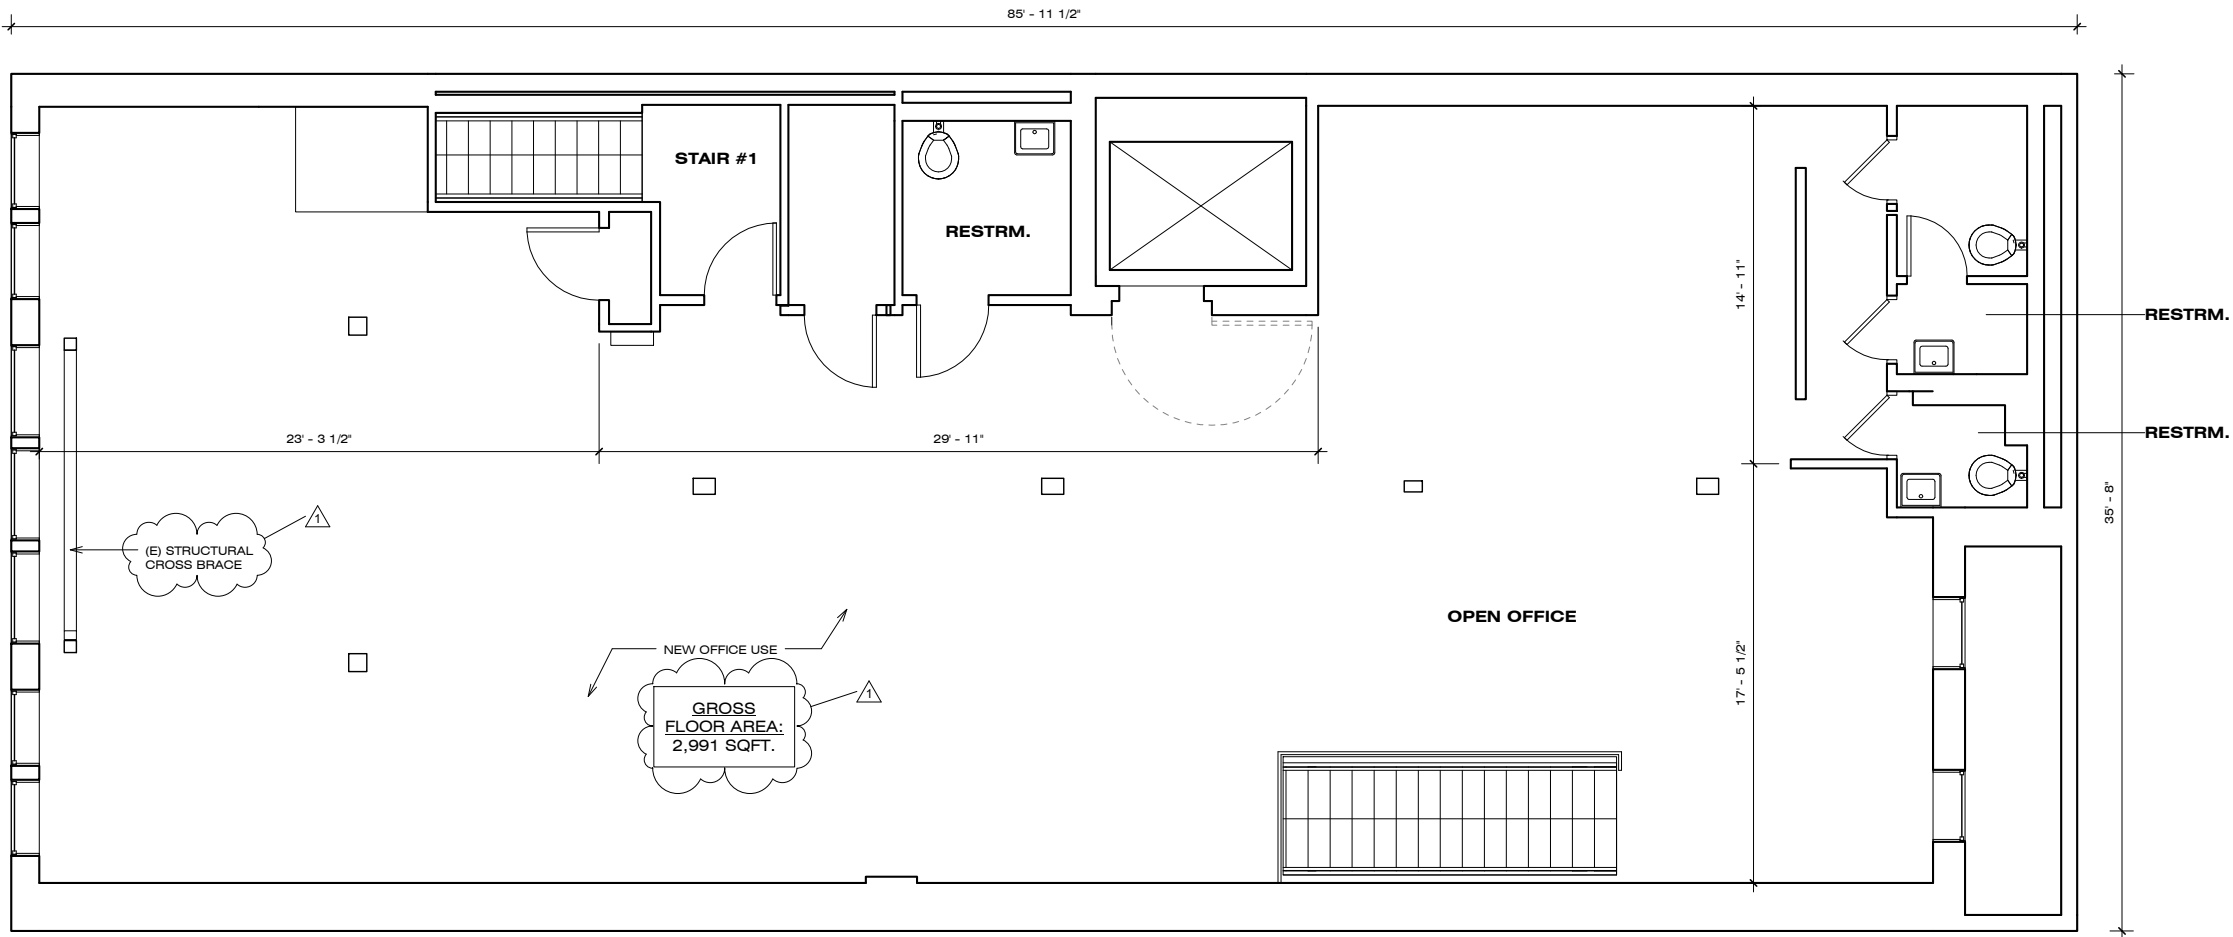 85' - 11 1/2"
STAIR #1
RESTRM.
14' - 11"
RESTRM.
23' - 3 1/2"
29' - 11"
RESTRM.
35' - 8"
1
(E) STRUCTURAL
CROSS BRACE
OPEN OFFICE
NEW OFFICE USE
17' - 5 1/2"
1
GROSS
FLOOR AREA:
2,991 SQFT.